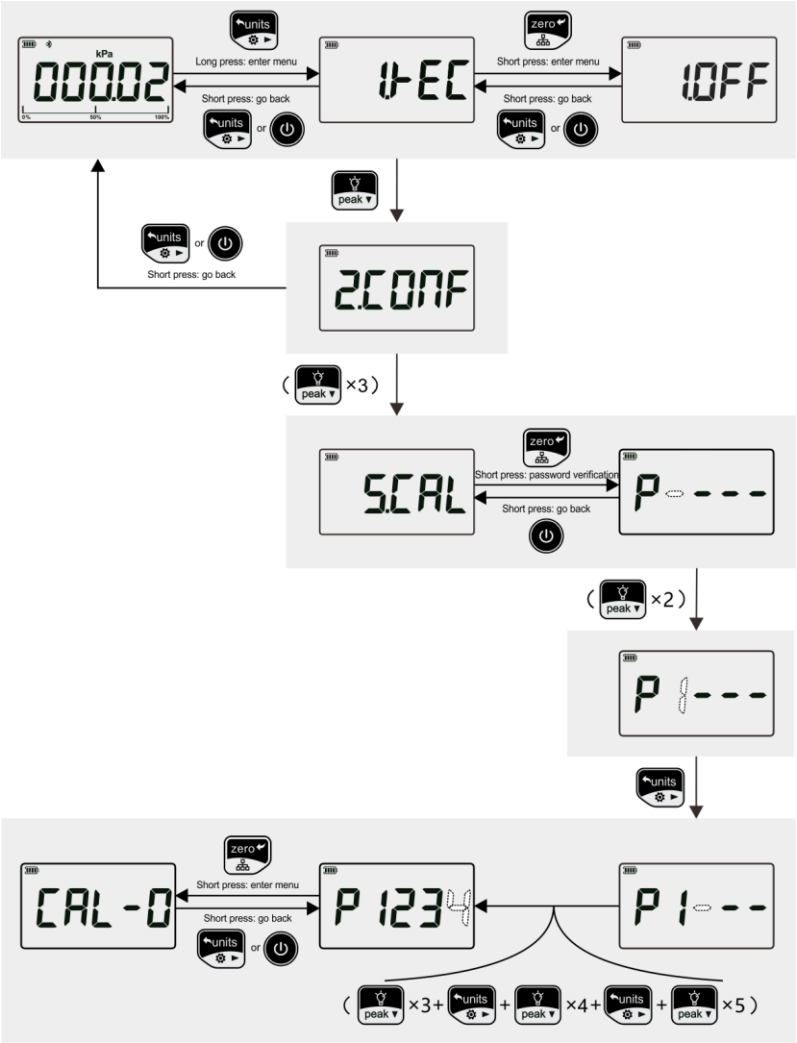 units
zero
kPa
000.02
0% 50% 100%
Long press: enter menu
Short press: go back
units or
1.rEC
Short press: enter menu
Short press: go back
units or
1.OFF
peak ▼
units or
Short press: go back
2.CONF
( peak ▼ ×3)
zero
5.CAL
Short press: password verification
Short press: go back
P----
( peak ▼ ×2)
P1---
units
zero
CAL-0
Short press: enter menu
Short press: go back
units or
P1234
P1---
( peak ▼ ×3+ units + peak ▼ ×4+ units + peak ▼ ×5)